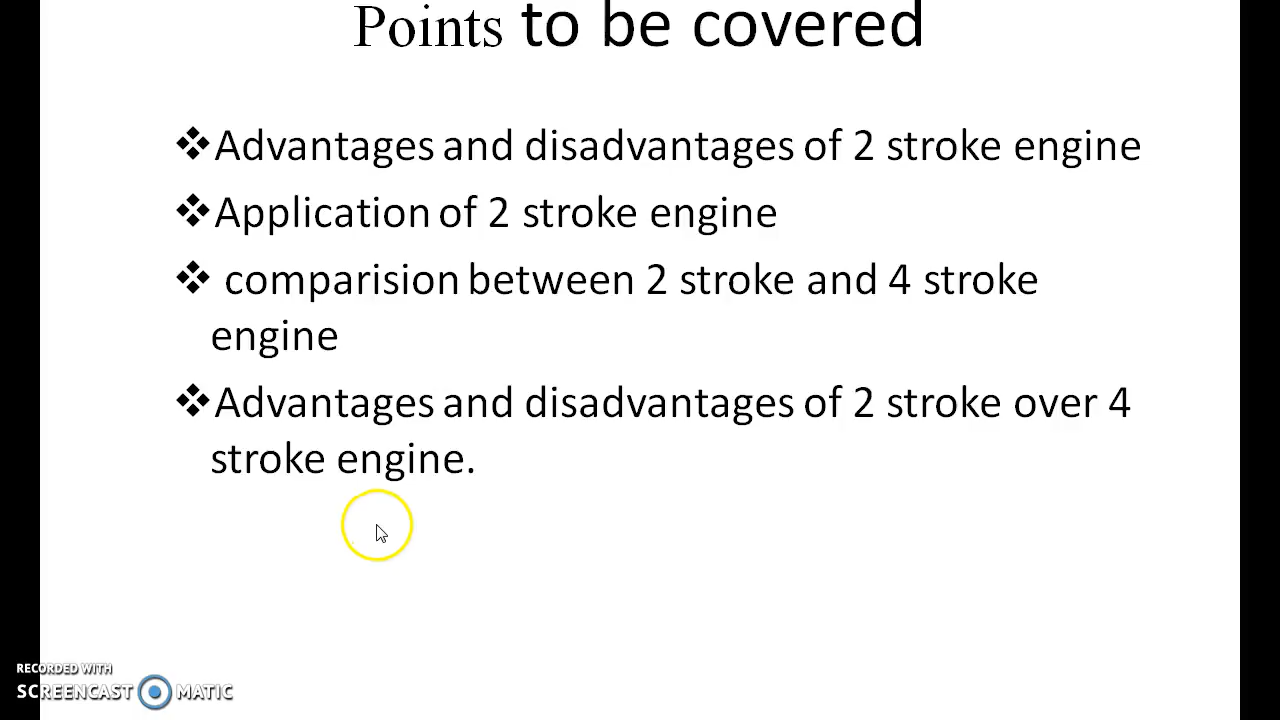 Points to be covered
❖Advantages and disadvantages of 2 stroke engine
❖Application of 2 stroke engine
❖ comparision between 2 stroke and 4 stroke
engine
❖Advantages and disadvantages of 2 stroke over 4
stroke engine.
RECORDED WITH
SCREENCAST MATIC